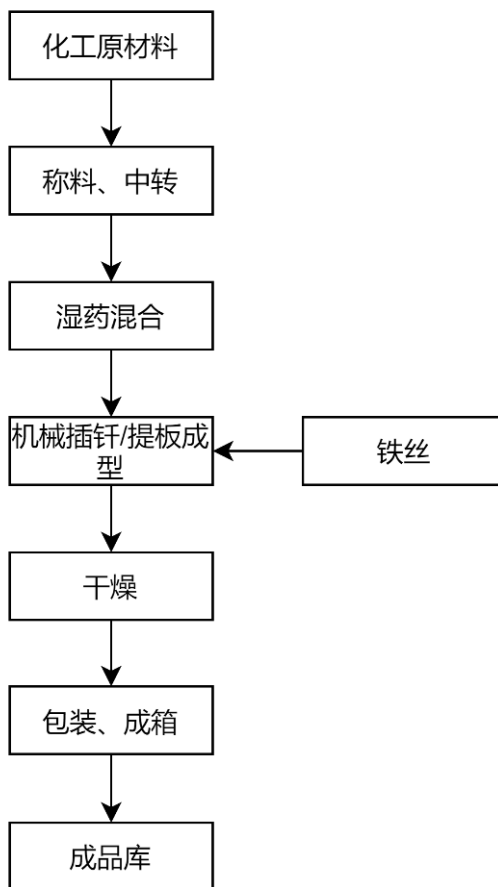 化工原材料
称料、中转
湿药混合
机械插钎/提板成
型
铁丝
干燥
包装、成箱
成品库